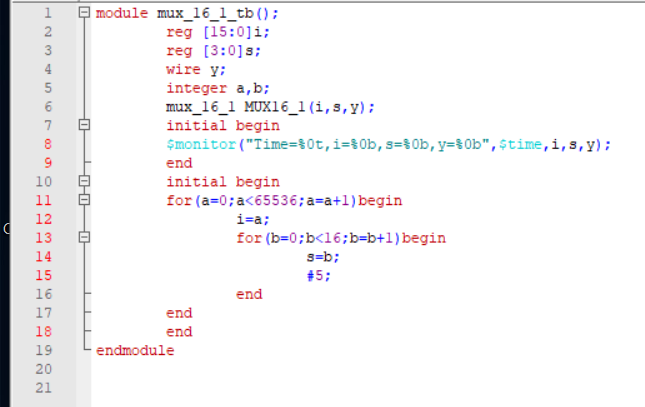 1 module mux_16_1_tb();
2 reg [15:0]i;
3 reg [3:0]s;
4 wire y;
5 integer a,b;
6 mux_16_1 MUX16_1(i,s,y);
7 initial begin
8 $monitor("Time=%0t,i=%0b,s=%0b,y=%0b",$time,i,s,y);
9 end
10 initial begin
11 for(a=0;a<65536;a=a+1)begin
12 i=a;
13 for(b=0;b<16;b=b+1)begin
14 s=b;
15 #5;
16 end
17 end
18 end
19 endmodule
20
21